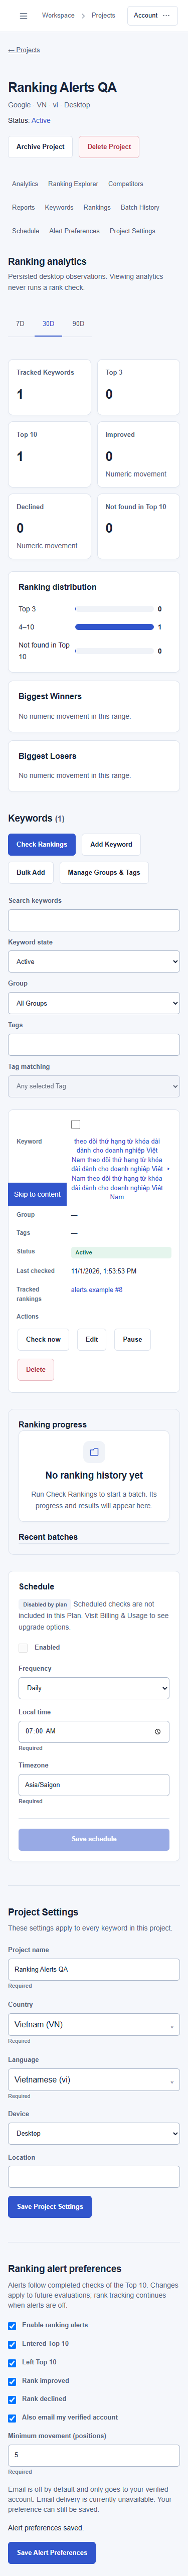 Workspace > Projects
Account ···
← Projects
Ranking Alerts QA
Google · VN · vi · Desktop
Status: Active
Archive Project
Delete Project
Analytics Ranking Explorer Competitors
Reports Keywords Rankings Batch History
Schedule Alert Preferences Project Settings
Ranking analytics
Persisted desktop observations. Viewing analytics
never runs a rank check.
7D 30D 90D
Tracked Keywords
1
Top 3
0
Top 10
1
Improved
0
Numeric movement
Declined
0
Numeric movement
Not found in Top 10
0
Ranking distribution
Top 3 0
4–10 1
Not found in Top
10
0
Biggest Winners
No numeric movement in this range.
Biggest Losers
No numeric movement in this range.
Keywords (1)
Check Rankings
Add Keyword
Bulk Add
Manage Groups & Tags
Search keywords
Keyword state
Active
Group
All Groups
Tags
Tag matching
Any selected Tag
Keyword
theo dõi thứ hạng từ khóa dài
dành cho doanh nghiệp Việt
Nam theo dõi thứ hạng từ khóa
dài dành cho doanh nghiệp Việt •
Nam theo dõi thứ hạng từ khóa
dài dành cho doanh nghiệp Việt
Nam
Skip to content
Group —
Tags —
Status Active
Last checked 11/1/2026, 1:53:53 PM
Tracked
rankings
alerts.example #8
Actions
Check now
Edit
Pause
Delete
Ranking progress
No ranking history yet
Run Check Rankings to start a batch. Its
progress and results will appear here.
Recent batches
Schedule
Disabled by plan Scheduled checks are not
included in this Plan. Visit Billing & Usage to see
upgrade options.
Enabled
Frequency
Daily
Local time
07:00 AM
Required
Timezone
Asia/Saigon
Required
Save schedule
Project Settings
These settings apply to every keyword in this project.
Project name
Ranking Alerts QA
Required
Country
Vietnam (VN)
Required
Language
Vietnamese (vi)
Required
Device
Desktop
Location
Save Project Settings
Ranking alert preferences
Alerts follow completed checks of the Top 10. Changes
apply to future evaluations; rank tracking continues
when alerts are off.
Enable ranking alerts
Entered Top 10
Left Top 10
Rank improved
Rank declined
Also email my verified account
Minimum movement (positions)
5
Required
Email is off by default and only goes to your verified
account. Email delivery is currently unavailable. Your
preference can still be saved.
Alert preferences saved.
Save Alert Preferences